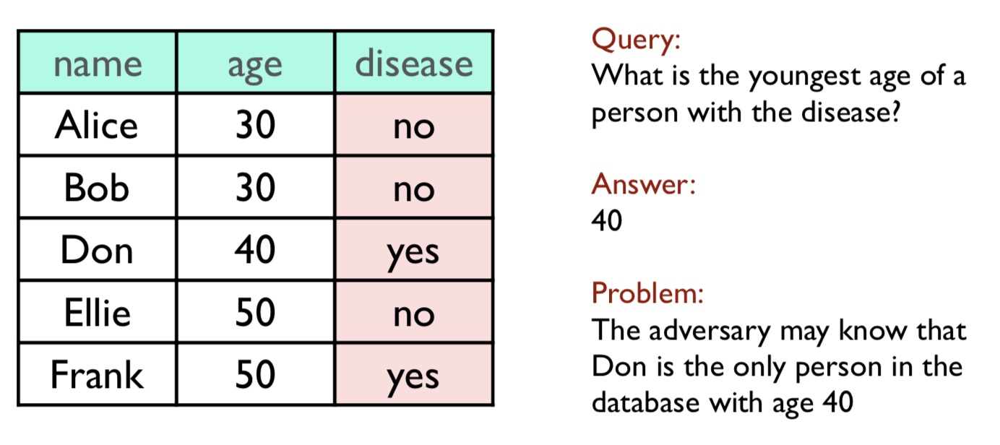 name age disease
Alice 30 no
Bob 30 no
Don 40 yes
Ellie 50 no
Frank 50 yes
Query:
What is the youngest age of a
person with the disease?
Answer:
40
Problem:
The adversary may know that
Don is the only person in the
database with age 40